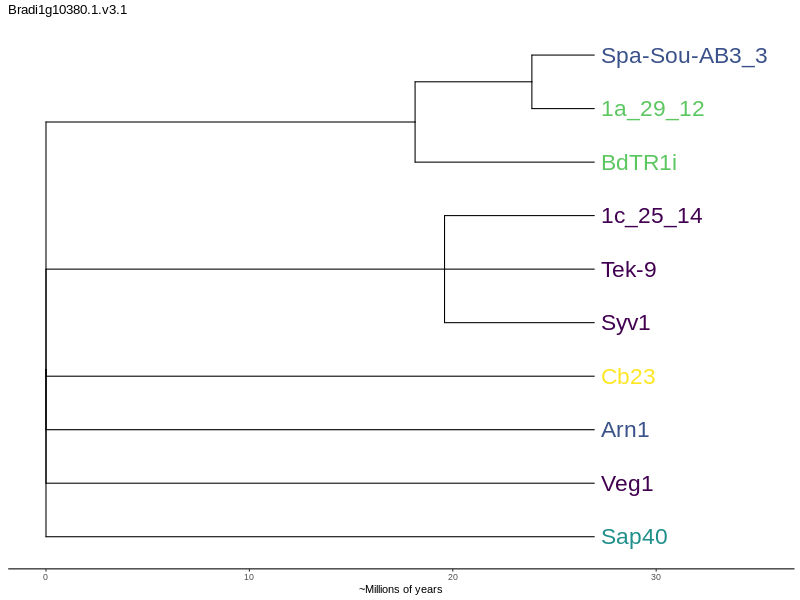 Bradi1g10380.1.v3.1
Spa-Sou-AB3_3
1a_29_12
BdTR1i
1c_25_14
Tek-9
Syv1
Cb23
Arn1
Veg1
Sap40
0 10 20 30
~Millions of years